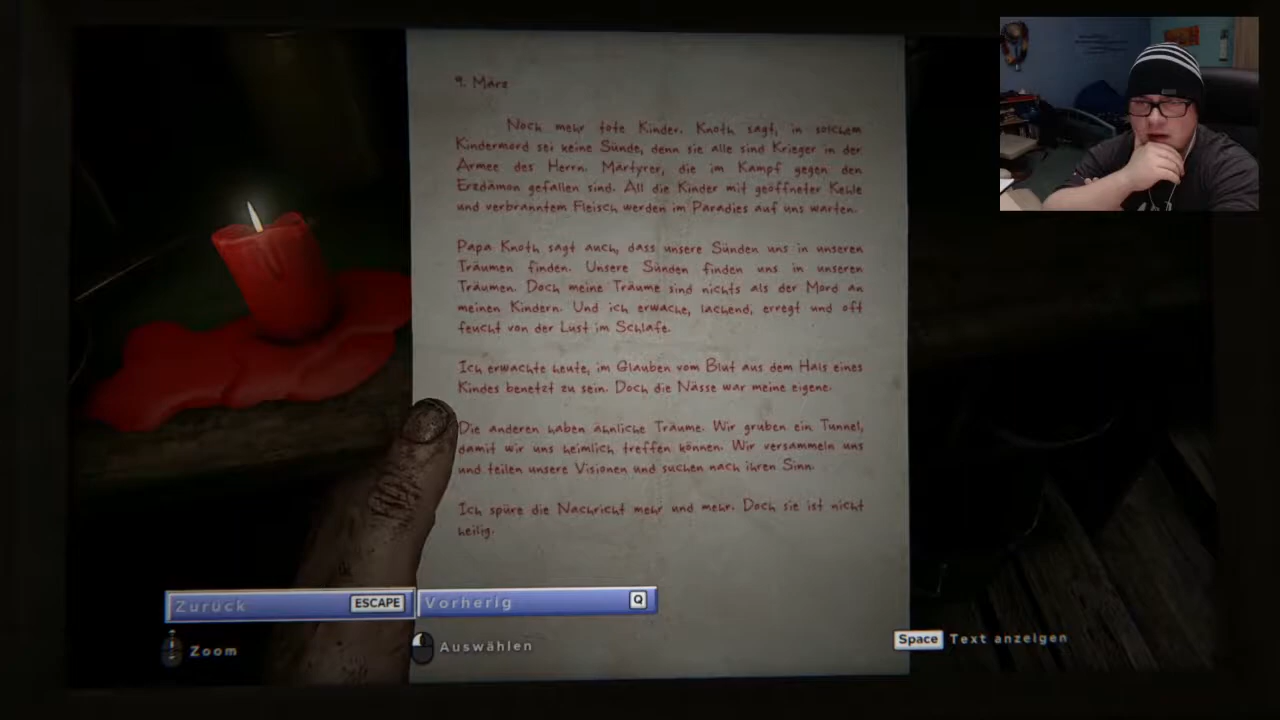 9. März
Noch mehr tote Kinder. Knoth sagt, in solchem
Kindermord sei keine Sünde, denn sie alle sind Krieger in der
Armee des Herrn. Märtyrer, die im Kampf gegen den
Erzdämon gefallen sind. All die Kinder mit geöffneter Kehle
und verbranntem Fleisch werden im Paradies auf uns warten.
Papa Knoth sagt auch, dass unsere Sünden uns in unseren
Träumen finden. Unsere Sünden finden uns in unseren
Träumen. Doch meine Träume sind nichts als der Mord an
meinen Kindern. Und ich erwache, lachend, erregt und oft
feucht von der Lust im Schlafe.
Ich erwachte heute, im Glauben vom Blut aus dem Hals eines
Kindes benetzt zu sein. Doch die Nässe war meine eigene.
Die anderen haben ähnliche Träume. Wir gruben ein Tunnel,
damit wir uns heimlich treffen können. Wir versammeln uns
und teilen unsere Visionen und suchen nach ihren Sinn.
Ich spüre die Nachricht mehr und mehr. Doch sie ist nicht
heilig.
Zurück ESCAPE Vorherig Q
Zoom Auswählen Space Text anzeigen